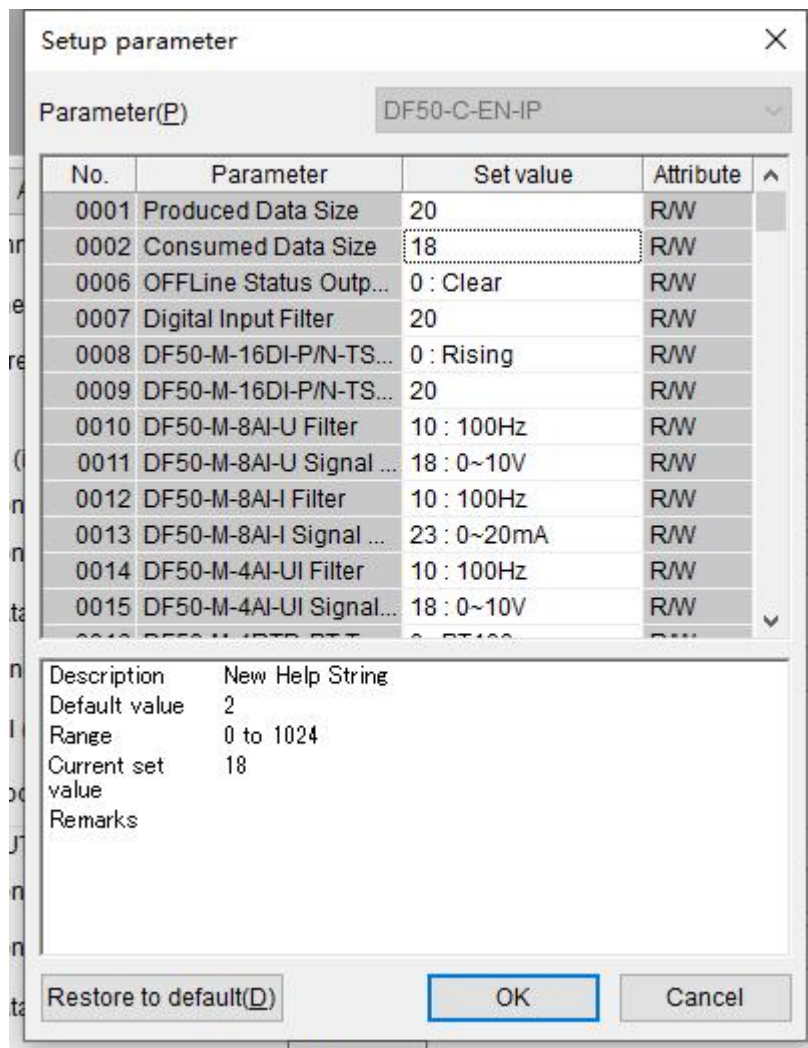 Setup parameter
Parameter(P) DF50-C-EN-IP
No. Parameter Set value Attribute
0001 Produced Data Size 20 R/W
0002 Consumed Data Size 18 R/W
0006 OFFLine Status Outp... 0 : Clear R/W
0007 Digital Input Filter 20 R/W
0008 DF50-M-16DI-P/N-TS... 0 : Rising R/W
0009 DF50-M-16DI-P/N-TS... 20 R/W
0010 DF50-M-8AI-U Filter 10 : 100Hz R/W
0011 DF50-M-8AI-U Signal ... 18 : 0~10V R/W
0012 DF50-M-8AI-I Filter 10 : 100Hz R/W
0013 DF50-M-8AI-I Signal ... 23 : 0~20mA R/W
0014 DF50-M-4AI-UI Filter 10 : 100Hz R/W
0015 DF50-M-4AI-UI Signal... 18 : 0~10V R/W
Description New Help String
Default value 2
Range 0 to 1024
Current set value 18
Remarks
Restore to default(D) OK Cancel